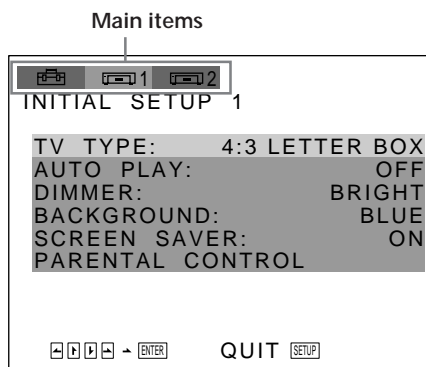 Main items
1 2
INITIAL SETUP 1
TV TYPE: 4:3 LETTER BOX
AUTO PLAY: OFF
DIMMER: BRIGHT
BACKGROUND: BLUE
SCREEN SAVER: ON
PARENTAL CONTROL
ENTER QUIT SETUP